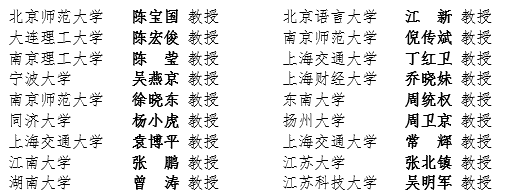 北京师范大学 陈宝国 教授 北京语言大学 江 新 教授
大连理工大学 陈宏俊 教授 南京师范大学 倪传斌 教授
南京理工大学 陈 莹 教授 上海交通大学 丁红卫 教授
宁波大学 吴燕京 教授 上海财经大学 乔晓妹 教授
南京师范大学 徐晓东 教授 东南大学 周统权 教授
同济大学 杨小虎 教授 扬州大学 周卫京 教授
上海交通大学 袁博平 教授 上海交通大学 常 辉 教授
江南大学 张 鹏 教授 江苏大学 张北镇 教授
湖南大学 曾 涛 教授 江苏科技大学 吴明军 教授